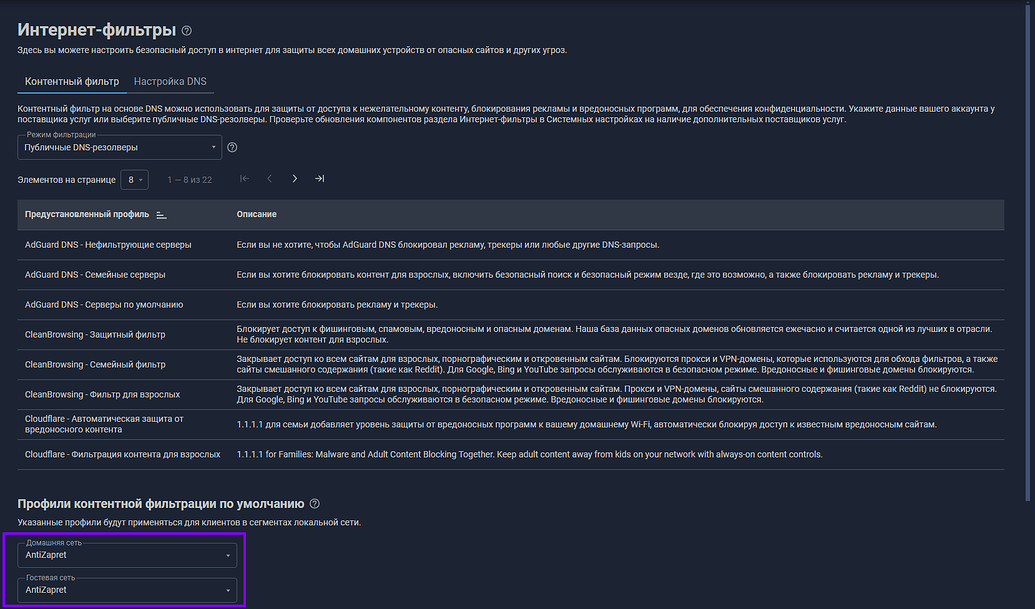 Интернет-фильтры
Здесь вы можете настроить безопасный доступ в интернет для защиты всех домашних устройств от опасных сайтов и других угроз.
Контентный фильтр Настройка DNS
Контентный фильтр на основе DNS можно использовать для защиты от доступа к нежелательному контенту, блокирования рекламы и вредоносных программ, для обеспечения конфиденциальности. Укажите данные вашего аккаунта у
поставщика услуг или выберите публичные DNS-резолверы. Проверьте обновления компонентов раздела Интернет-фильтры в Системных настройках на наличие дополнительных поставщиков услуг.
Режим фильтрации
Публичные DNS-резолверы
Элементов на странице 8 1 — 8 из 22
Предустановленный профиль Описание
AdGuard DNS - Нефильтрующие серверы Если вы не хотите, чтобы AdGuard DNS блокировал рекламу, трекеры или любые другие DNS-запросы.
AdGuard DNS - Семейные серверы Если вы хотите блокировать контент для взрослых, включить безопасный поиск и безопасный режим везде, где это возможно, а также блокировать рекламу и трекеры.
AdGuard DNS - Серверы по умолчанию Если вы хотите блокировать рекламу и трекеры.
CleanBrowsing - Защитный фильтр Блокирует доступ к фишинговым, спамовым, вредоносным и опасным доменам. Наша база данных опасных доменов обновляется ежечасно и считается одной из лучших в отрасли.
Не блокирует контент для взрослых.
CleanBrowsing - Семейный фильтр Закрывает доступ ко всем сайтам для взрослых, порнографическим и откровенным сайтам. Блокируются прокси и VPN-домены, которые используются для обхода фильтров, а также
сайты смешанного содержания (такие как Reddit). Для Google, Bing и YouTube запросы обслуживаются в безопасном режиме. Вредоносные и фишинговые домены блокируются.
CleanBrowsing - Фильтр для взрослых Закрывает доступ ко всем сайтам для взрослых, порнографическим и откровенным сайтам. Прокси и VPN-домены, сайты смешанного содержания (такие как Reddit) не блокируются.
Для Google, Bing и YouTube запросы обслуживаются в безопасном режиме. Вредоносные и фишинговые домены блокируются.
Cloudflare - Автоматическая защита от
вредоносного контента 1.1.1.1 для семьи добавляет уровень защиты от вредоносных программ к вашему домашнему Wi-Fi, автоматически блокируя доступ к известным вредоносным сайтам.
Cloudflare - Фильтрация контента для взрослых 1.1.1.1 for Families: Malware and Adult Content Blocking Together. Keep adult content away from kids on your network with always-on content controls.
Профили контентной фильтрации по умолчанию
Указанные профили будут применяться для клиентов в сегментах локальной сети.
Домашняя сеть
AntiZapret
Гостевая сеть
AntiZapret